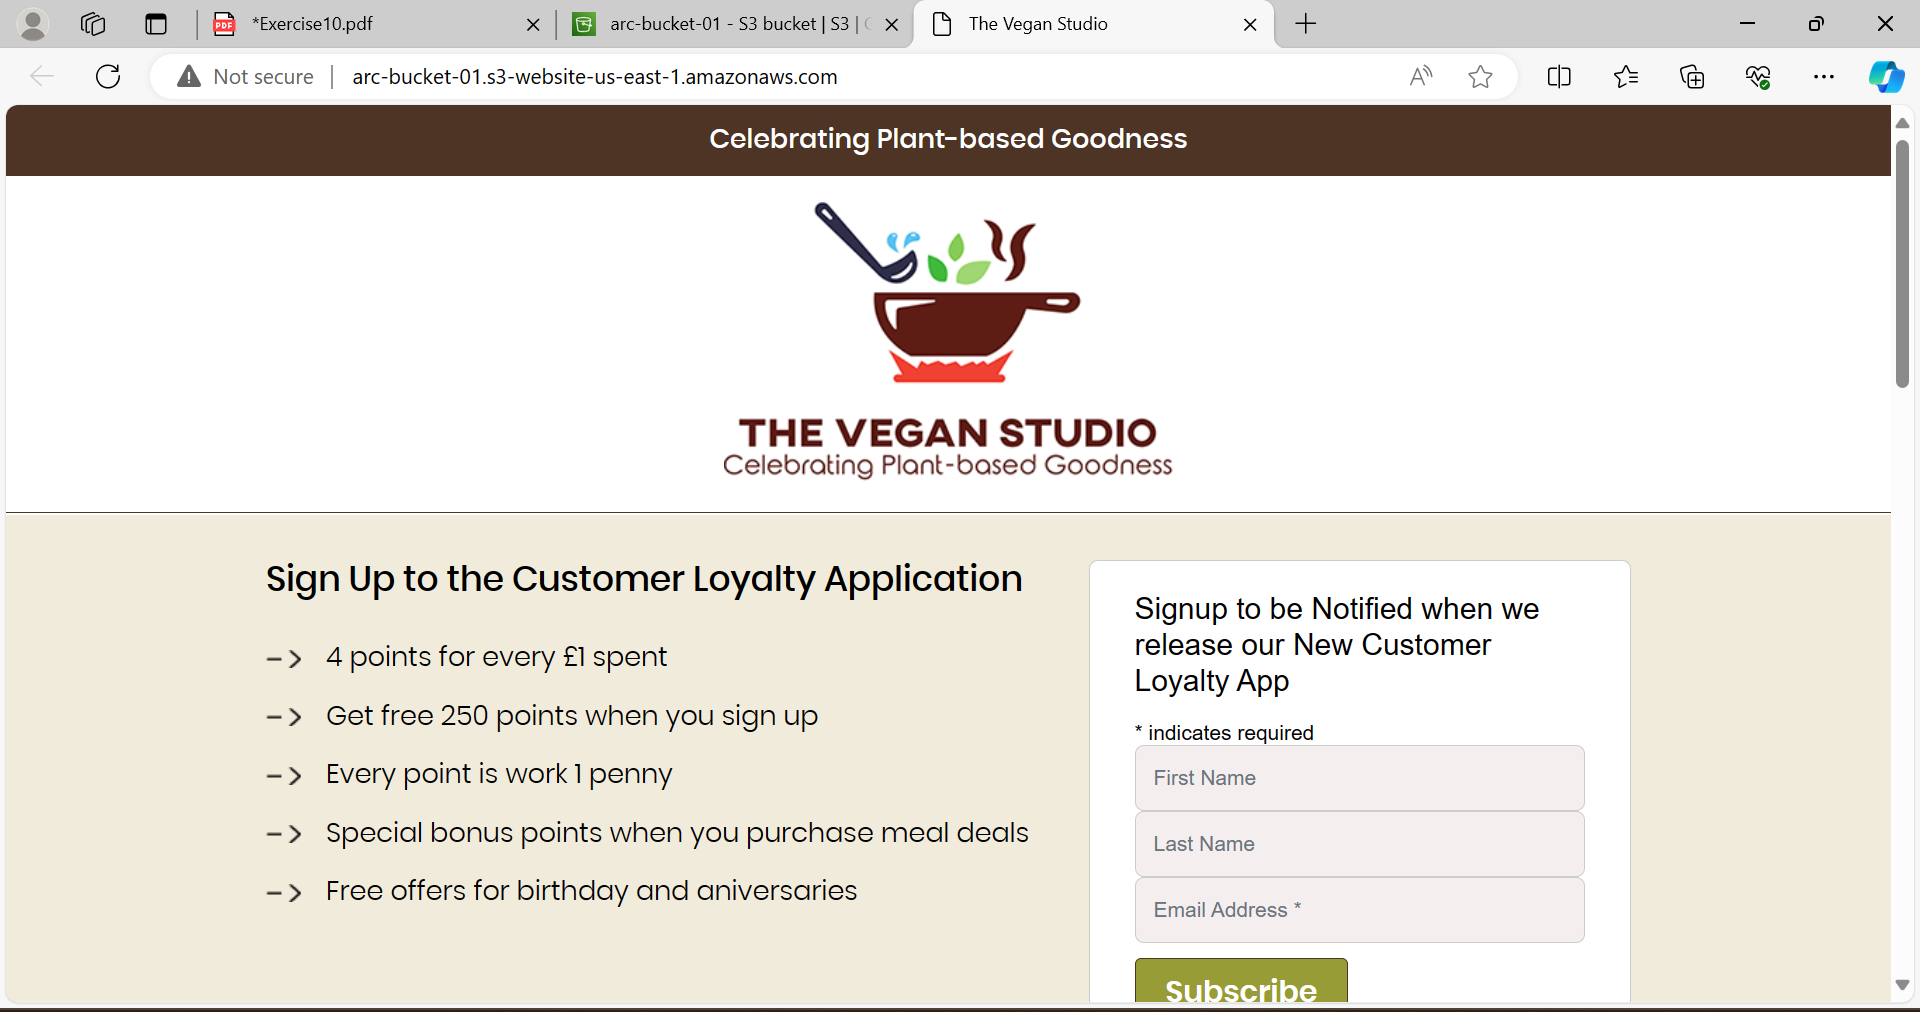 *Exercise10.pdf
arc-bucket-01 - S3 bucket | S3 |
The Vegan Studio
Not secure
arc-bucket-01.s3-website-us-east-1.amazonaws.com
Celebrating Plant-based Goodness
THE VEGAN STUDIO
Celebrating Plant-based Goodness
Sign Up to the Customer Loyalty Application
4 points for every £1 spent
Get free 250 points when you sign up
Every point is work 1 penny
Special bonus points when you purchase meal deals
Free offers for birthday and aniversaries
Signup to be Notified when we
release our New Customer
Loyalty App
* indicates required
First Name
Last Name
Email Address *
Subscribe